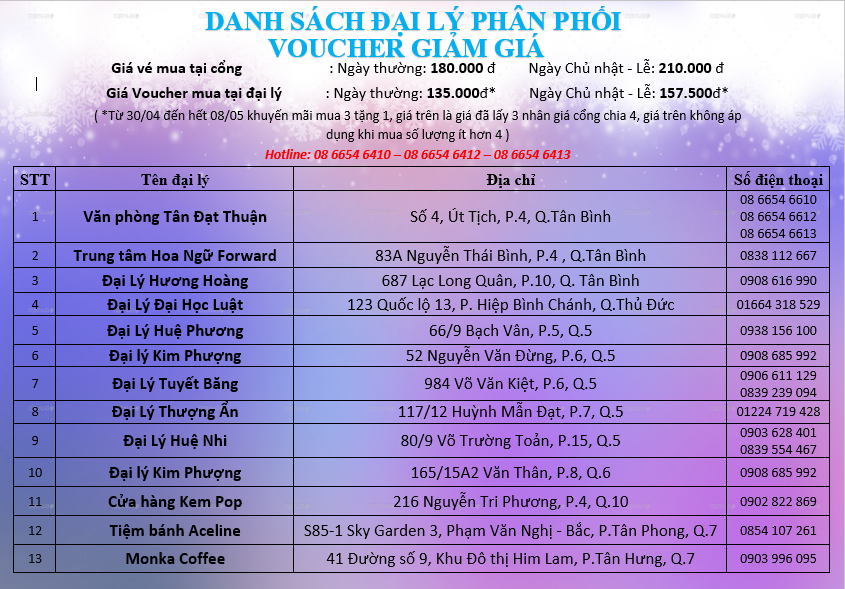 DANH SÁCH ĐẠI LÝ PHÂN PHỐI
VOUCHER GIẢM GIÁ
Giá vé mua tại cổng : Ngày thường: 180.000 đ Ngày Chủ nhật - Lễ: 210.000 đ
Giá Voucher mua tại đại lý : Ngày thường: 135.000đ* Ngày Chủ nhật - Lễ: 157.500đ*
( *Từ 30/04 đến hết 08/05 khuyến mãi mua 3 tặng 1, giá trên là giá đã lấy 3 nhân giá cổng chia 4, giá trên không áp
dụng khi mua số lượng ít hơn 4 )
Hotline: 08 6654 6410 – 08 6654 6412 – 08 6654 6413
STT Tên đại lý Địa chỉ Số điện thoại
1 Văn phòng Tân Đạt Thuận Số 4, Út Tịch, P.4, Q.Tân Bình 08 6654 6610
08 6654 6612
08 6654 6613
2 Trung tâm Hoa Ngữ Forward 83A Nguyễn Thái Bình, P.4 , Q.Tân Bình 0838 112 667
3 Đại Lý Hương Hoàng 687 Lạc Long Quân, P.10, Q. Tân Bình 0908 616 990
4 Đại Lý Đại Học Luật 123 Quốc lộ 13, P. Hiệp Bình Chánh, Q.Thủ Đức 01664 318 529
5 Đại Lý Huệ Phương 66/9 Bạch Vân, P.5, Q.5 0938 156 100
6 Đại lý Kim Phượng 52 Nguyễn Văn Đừng, P.6, Q.5 0908 685 992
7 Đại Lý Tuyết Băng 984 Võ Văn Kiệt, P.6, Q.5 0906 611 129
0839 239 094
8 Đại Lý Thượng Ẩn 117/12 Huỳnh Mẫn Đạt, P.7, Q.5 01224 719 428
9 Đại Lý Huệ Nhi 80/9 Võ Trường Toản, P.15, Q.5 0903 628 401
0839 554 467
10 Đại lý Kim Phượng 165/15A2 Văn Thân, P.8, Q.6 0908 685 992
11 Cửa hàng Kem Pop 216 Nguyễn Tri Phương, P.4, Q.10 0902 822 869
12 Tiệm bánh Aceline S85-1 Sky Garden 3, Phạm Văn Nghị - Bắc, P.Tân Phong, Q.7 0854 107 261
13 Monka Coffee 41 Đường số 9, Khu Đô thị Him Lam, P.Tân Hưng, Q.7 0903 996 095